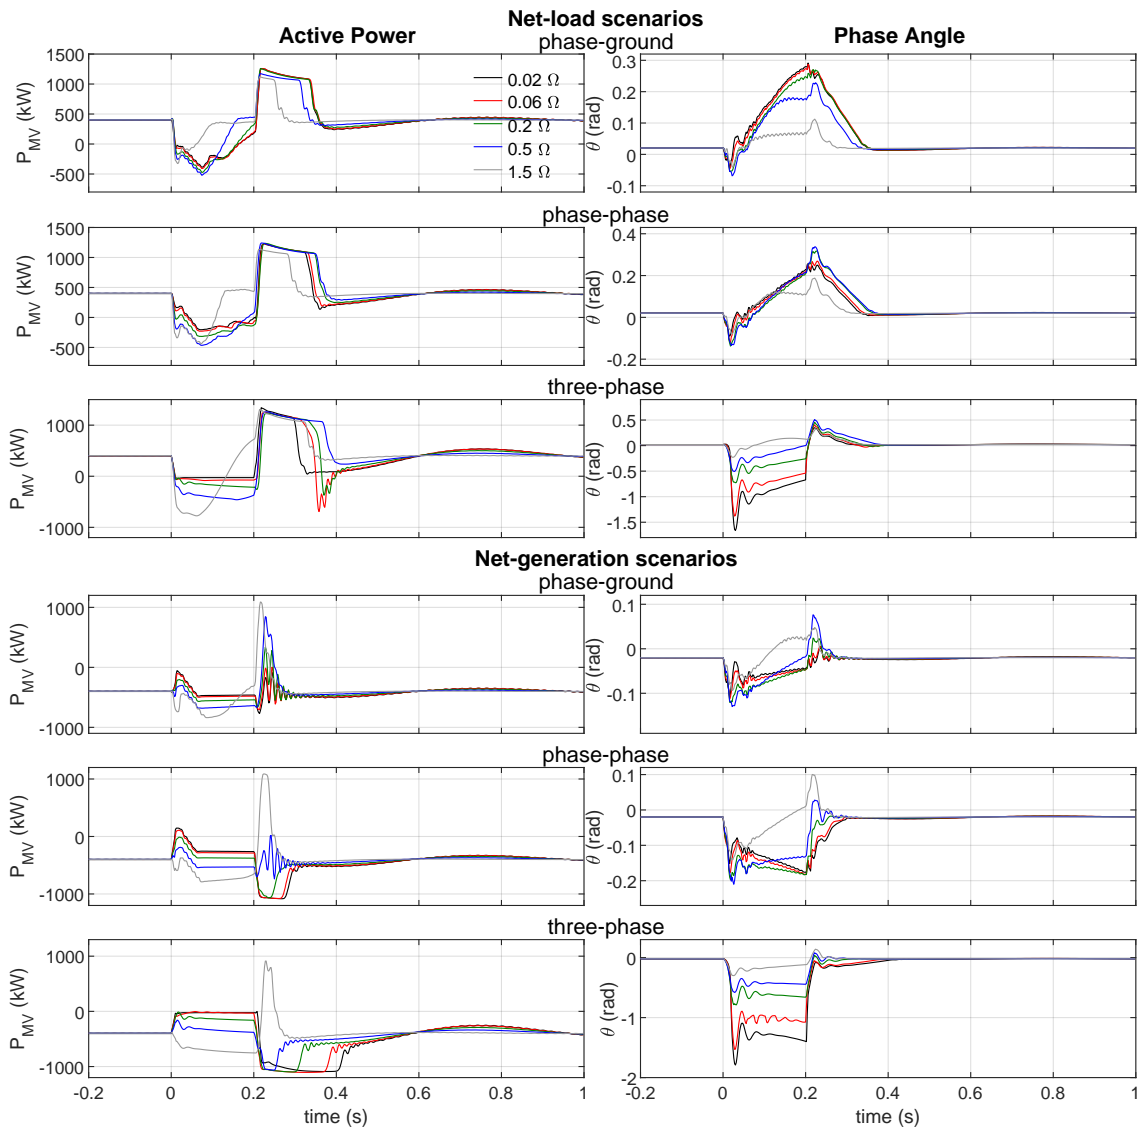 Net-load scenarios
Active Power
phase-ground
Phase Angle
1500
1000
500
0
-500
P_MV (kW)
0.02 Ω
0.06 Ω
0.2 Ω
0.5 Ω
1.5 Ω
0.3
0.2
0.1
0
-0.1
θ (rad)
phase-phase
1500
1000
500
0
-500
P_MV (kW)
0.4
0.2
0
-0.2
θ (rad)
three-phase
1000
0
-1000
P_MV (kW)
0.5
0
-0.5
-1
-1.5
θ (rad)
Net-generation scenarios
phase-ground
1000
0
-1000
P_MV (kW)
0.1
0
-0.1
θ (rad)
phase-phase
1000
0
-1000
P_MV (kW)
0.1
0
-0.1
-0.2
θ (rad)
three-phase
1000
0
-1000
P_MV (kW)
0
-1
-2
θ (rad)
-0.2 0 0.2 0.4 0.6 0.8 1
time (s)
-0.2 0 0.2 0.4 0.6 0.8 1
time (s)